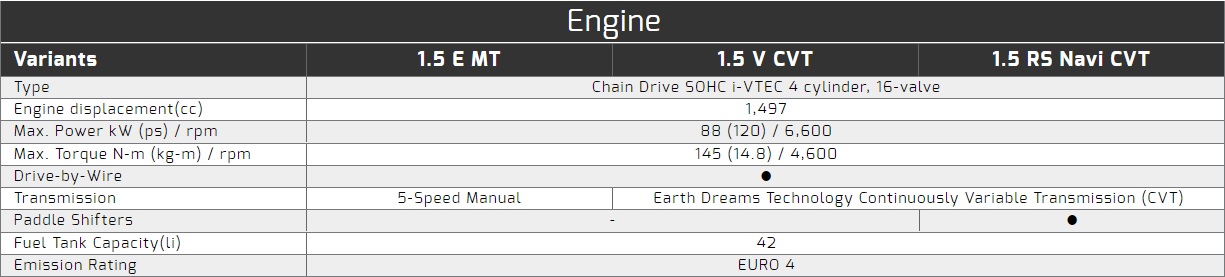 Engine
Variants 1.5 E MT 1.5 V CVT 1.5 RS Navi CVT
Type Chain Drive SOHC i-VTEC 4 cylinder, 16-valve
Engine displacement(cc) 1,497
Max. Power kW (ps) / rpm 88 (120) / 6,600
Max. Torque N-m (kg-m) / rpm 145 (14.8) / 4,600
Drive-by-Wire ●
Transmission 5-Speed Manual Earth Dreams Technology Continuously Variable Transmission (CVT)
Paddle Shifters - ●
Fuel Tank Capacity(li) 42
Emission Rating EURO 4